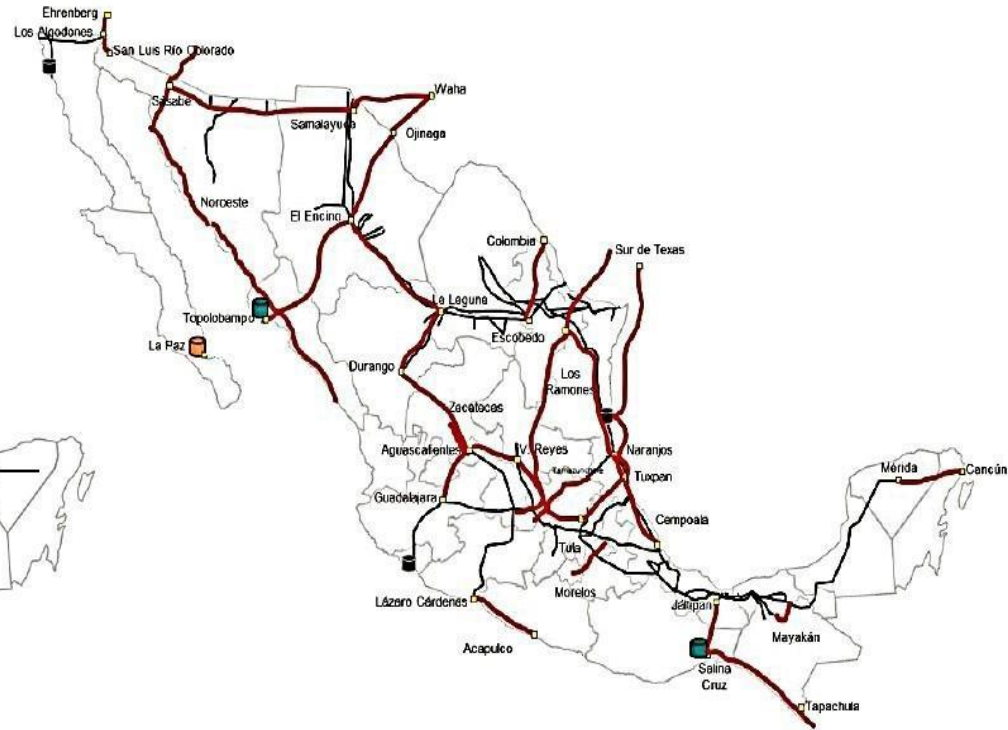 Ehrenberg
Los Algodones
San Luis Río Colorado
Sásabe
Waha
Samalayuca
Ojinaga
Noroeste
El Encino
Colombia
Sur de Texas
La Laguna
Topolobampo
Escobedo
La Paz
Durango
Los
Ramones
Zacatecas
Aguascalientes
V. Reyes
Naranjos
Mérida
Cancún
Tuxpan
Guadalajara
Cempoala
Tula
Morelos
Lázaro Cárdenas
Jáltipan
Mayakán
Acapulco
Salina
Cruz
Tapachula